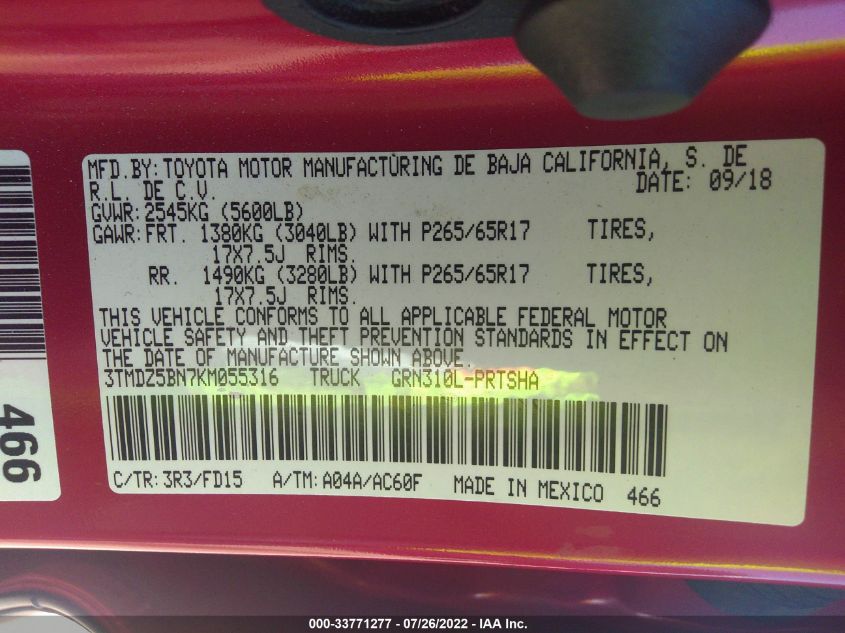 MFD.BY: TOYOTA MOTOR MANUFACTURING DE BAJA CALIFORNIA, S. DE
R.L. DE C.V. DATE: 09/18
GVWR: 2545KG (5600LB)
GAWR: FRT. 1380KG (3040LB) WITH P265/65R17 TIRES,
17X7.5J RIMS.
RR. 1490KG (3280LB) WITH P265/65R17 TIRES,
17X7.5J RIMS.
THIS VEHICLE CONFORMS TO ALL APPLICABLE FEDERAL MOTOR
VEHICLE SAFETY AND THEFT PREVENTION STANDARDS IN EFFECT ON
THE DATE OF MANUFACTURE SHOWN ABOVE.
3TMDZ5BN7KM055316 TRUCK GRN310L-PRTSHA
C/TR: 3R3/FD15 A/TM: A04A/AC60F MADE IN MEXICO 466
466
000-33771277 - 07/26/2022 - IAA Inc.